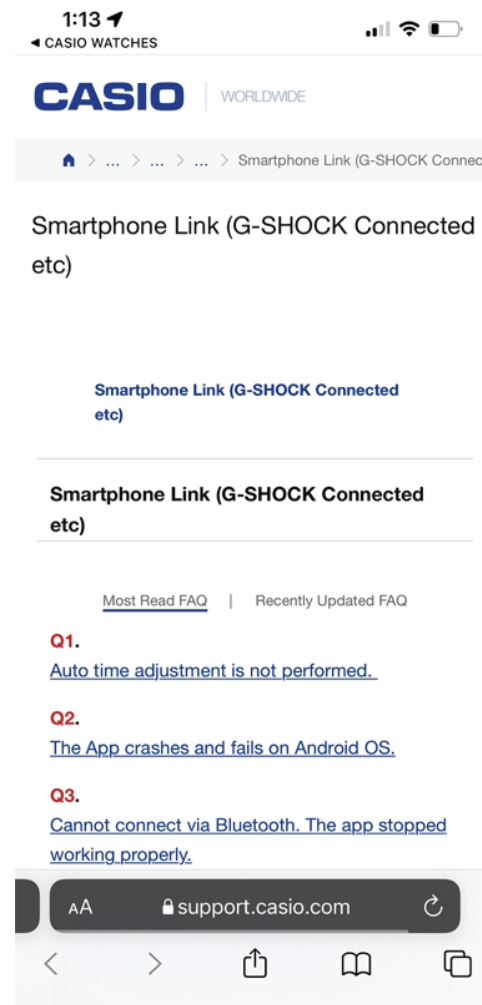 1:13
◄ CASIO WATCHES
CASIO WORLDWIDE
> ... > ... > ... > Smartphone Link (G-SHOCK Connec
Smartphone Link (G-SHOCK Connected
etc)
Smartphone Link (G-SHOCK Connected
etc)
Smartphone Link (G-SHOCK Connected
etc)
Most Read FAQ | Recently Updated FAQ
Q1.
Auto time adjustment is not performed.
Q2.
The App crashes and fails on Android OS.
Q3.
Cannot connect via Bluetooth. The app stopped
working properly.
AA support.casio.com